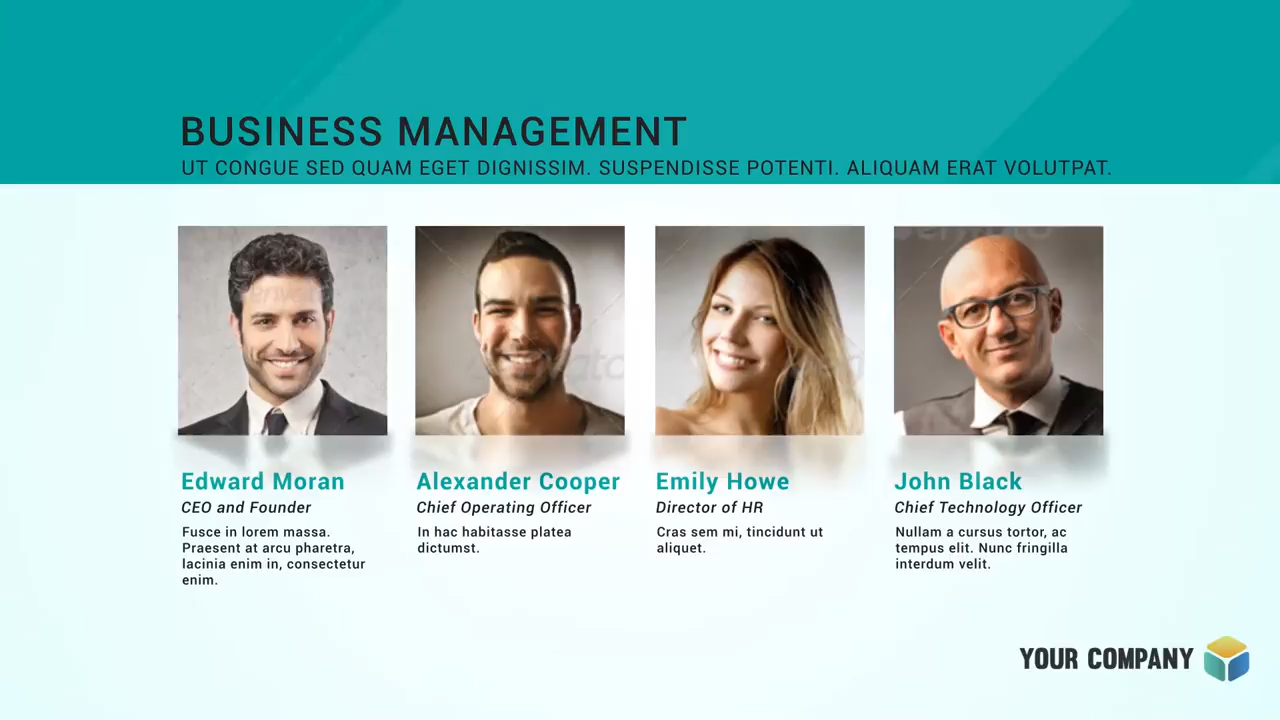 BUSINESS MANAGEMENT
UT CONGUE SED QUAM EGET DIGNISSIM. SUSPENDISSE POTENTI. ALIQUAM ERAT VOLUTPAT.
Edward Moran
CEO and Founder
Fusce in lorem massa.
Praesent at arcu pharetra,
lacinia enim in, consectetur
enim.
Alexander Cooper
Chief Operating Officer
In hac habitasse platea
dictumst.
Emily Howe
Director of HR
Cras sem mi, tincidunt ut
aliquet.
John Black
Chief Technology Officer
Nullam a cursus tortor, ac
tempus elit. Nunc fringilla
interdum velit.
YOUR COMPANY